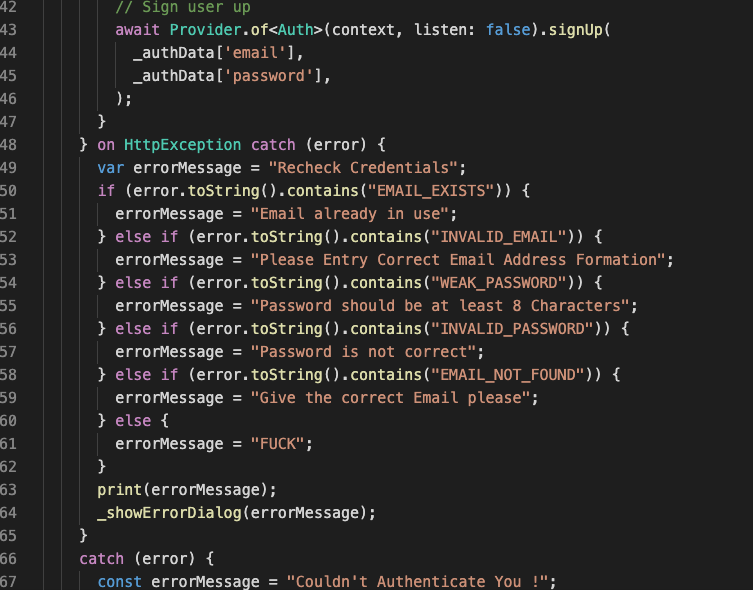 42 // Sign user up
43 await Provider.of<Auth>(context, listen: false).signUp(
44 _authData['email'],
45 _authData['password'],
46 );
47 }
48 } on HttpException catch (error) {
49 var errorMessage = "Recheck Credentials";
50 if (error.toString().contains("EMAIL_EXISTS")) {
51 errorMessage = "Email already in use";
52 } else if (error.toString().contains("INVALID_EMAIL")) {
53 errorMessage = "Please Entry Correct Email Address Formation";
54 } else if (error.toString().contains("WEAK_PASSWORD")) {
55 errorMessage = "Password should be at least 8 Characters";
56 } else if (error.toString().contains("INVALID_PASSWORD")) {
57 errorMessage = "Password is not correct";
58 } else if (error.toString().contains("EMAIL_NOT_FOUND")) {
59 errorMessage = "Give the correct Email please";
60 } else {
61 errorMessage = "FUCK";
62 }
63 print(errorMessage);
64 _showErrorDialog(errorMessage);
65 }
66 catch (error) {
67 const errorMessage = "Couldn't Authenticate You !";